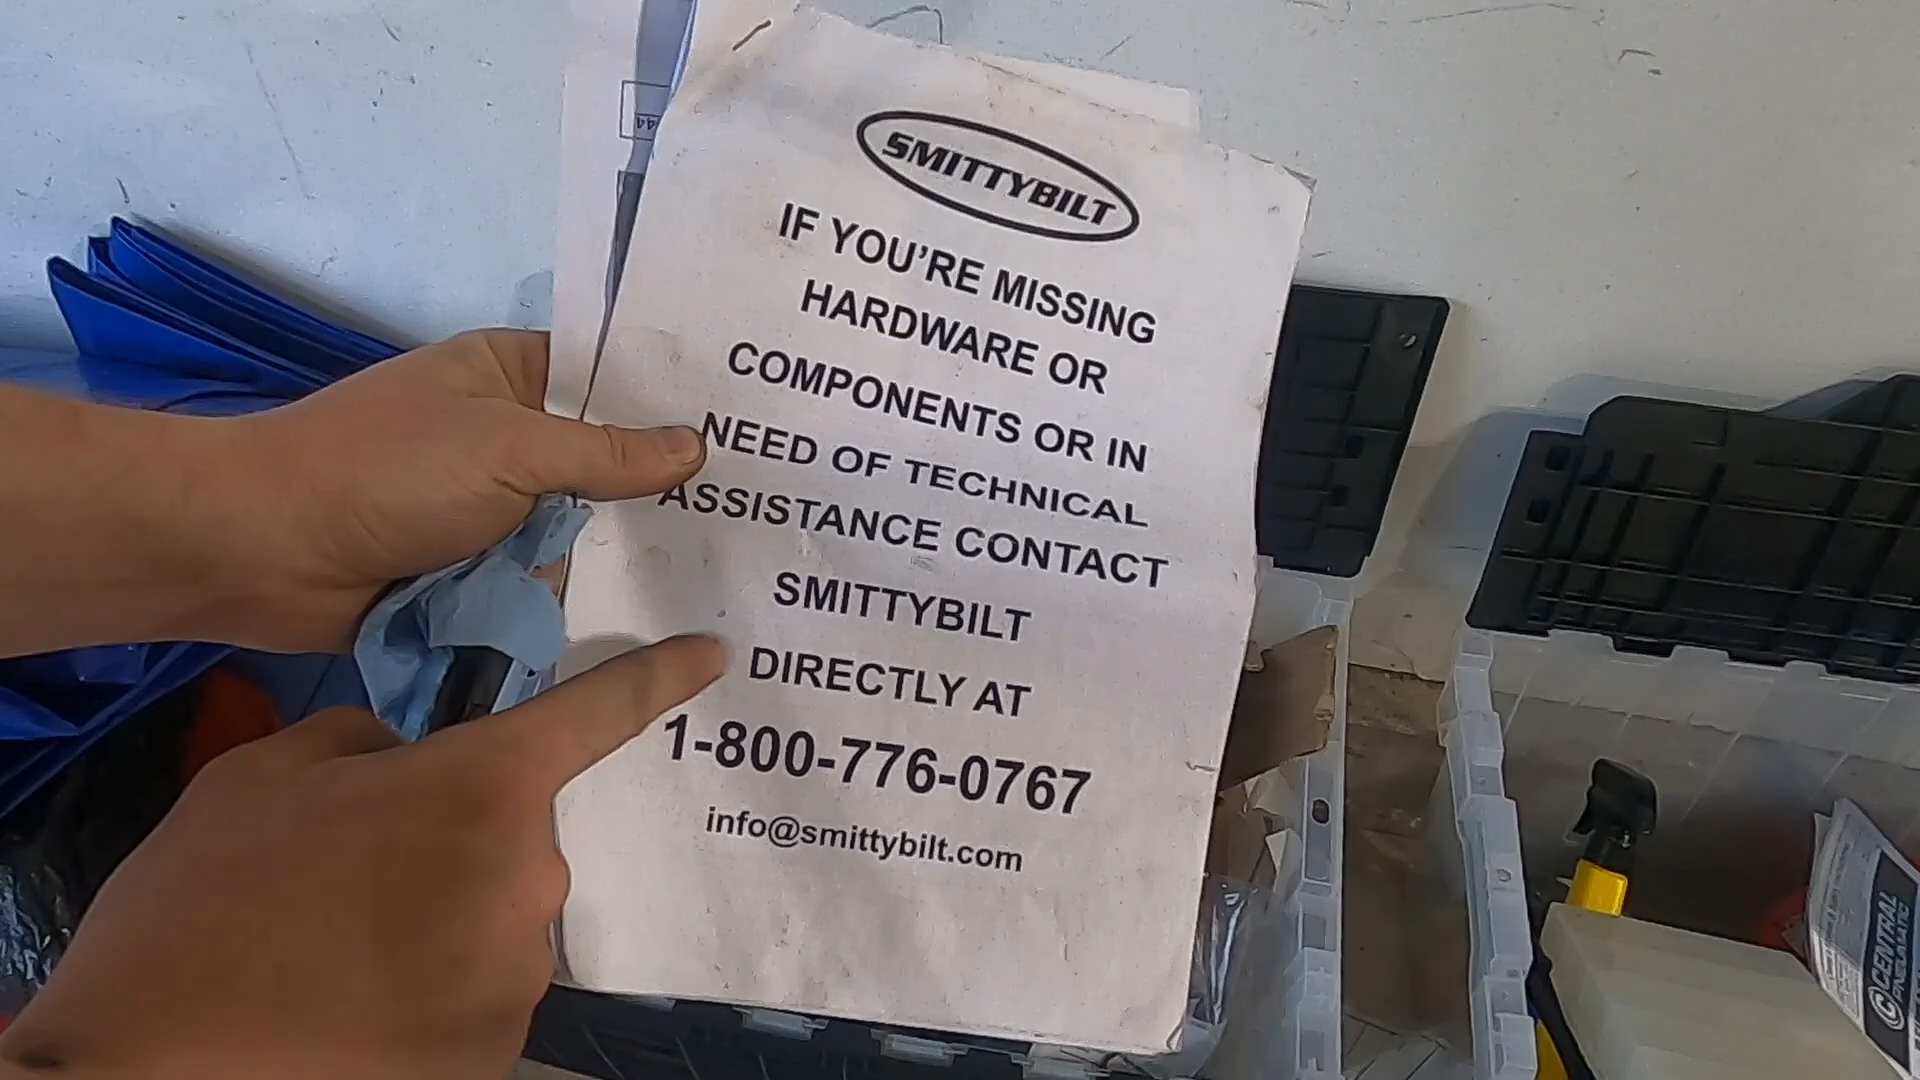 SMITTYBILT
IF YOU'RE MISSING
HARDWARE OR
COMPONENTS OR IN
NEED OF TECHNICAL
ASSISTANCE CONTACT
SMITTYBILT
DIRECTLY AT
1-800-776-0767
info@smittybilt.com
CENTRAL
PNEUMATIC